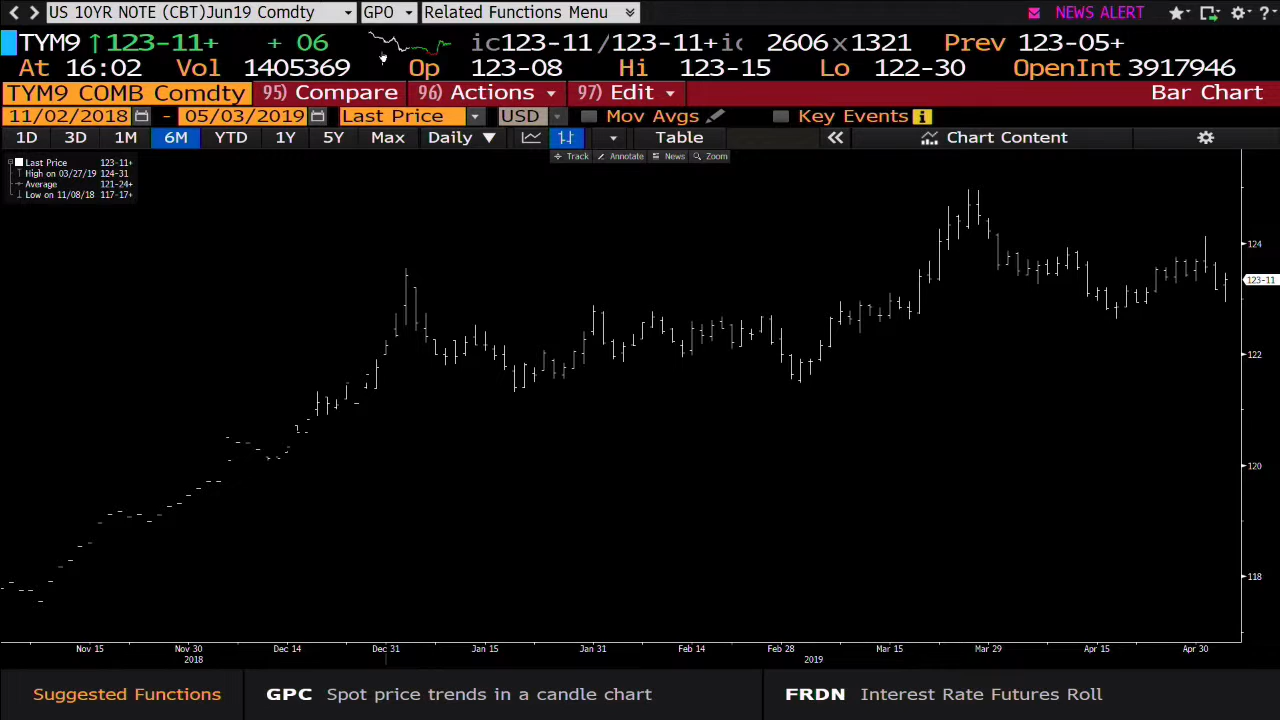 US 10YR NOTE (CBT)Jun19 Comdty GPO Related Functions Menu NEWS ALERT ?
TYM9 ↑123-11+ + 06 ic123-11/123-11+ic 2606x1321 Prev 123-05+
At 16:02 Vol 1405369 Op 123-08 Hi 123-15 Lo 122-30 OpenInt 3917946
TYM9 COMB Comdty 95) Compare 96) Actions 97) Edit Bar Chart
11/02/2018 - 05/03/2019 Last Price USD Mov Avgs Key Events i
1D 3D 1M 6M YTD 1Y 5Y Max Daily ▼ Table « Chart Content
Track Annotate News Zoom
Last Price 123-11+
High on 03/27/19 124-31
Average 121-24+
Low on 11/08/18 117-17+
124
123-11
122
120
118
Nov 15 Nov 30 Dec 14 Dec 31 Jan 15 Jan 31 Feb 14 Feb 28 Mar 15 Mar 29 Apr 15 Apr 30
2018 2019
Suggested Functions GPC Spot price trends in a candle chart FRDN Interest Rate Futures Roll